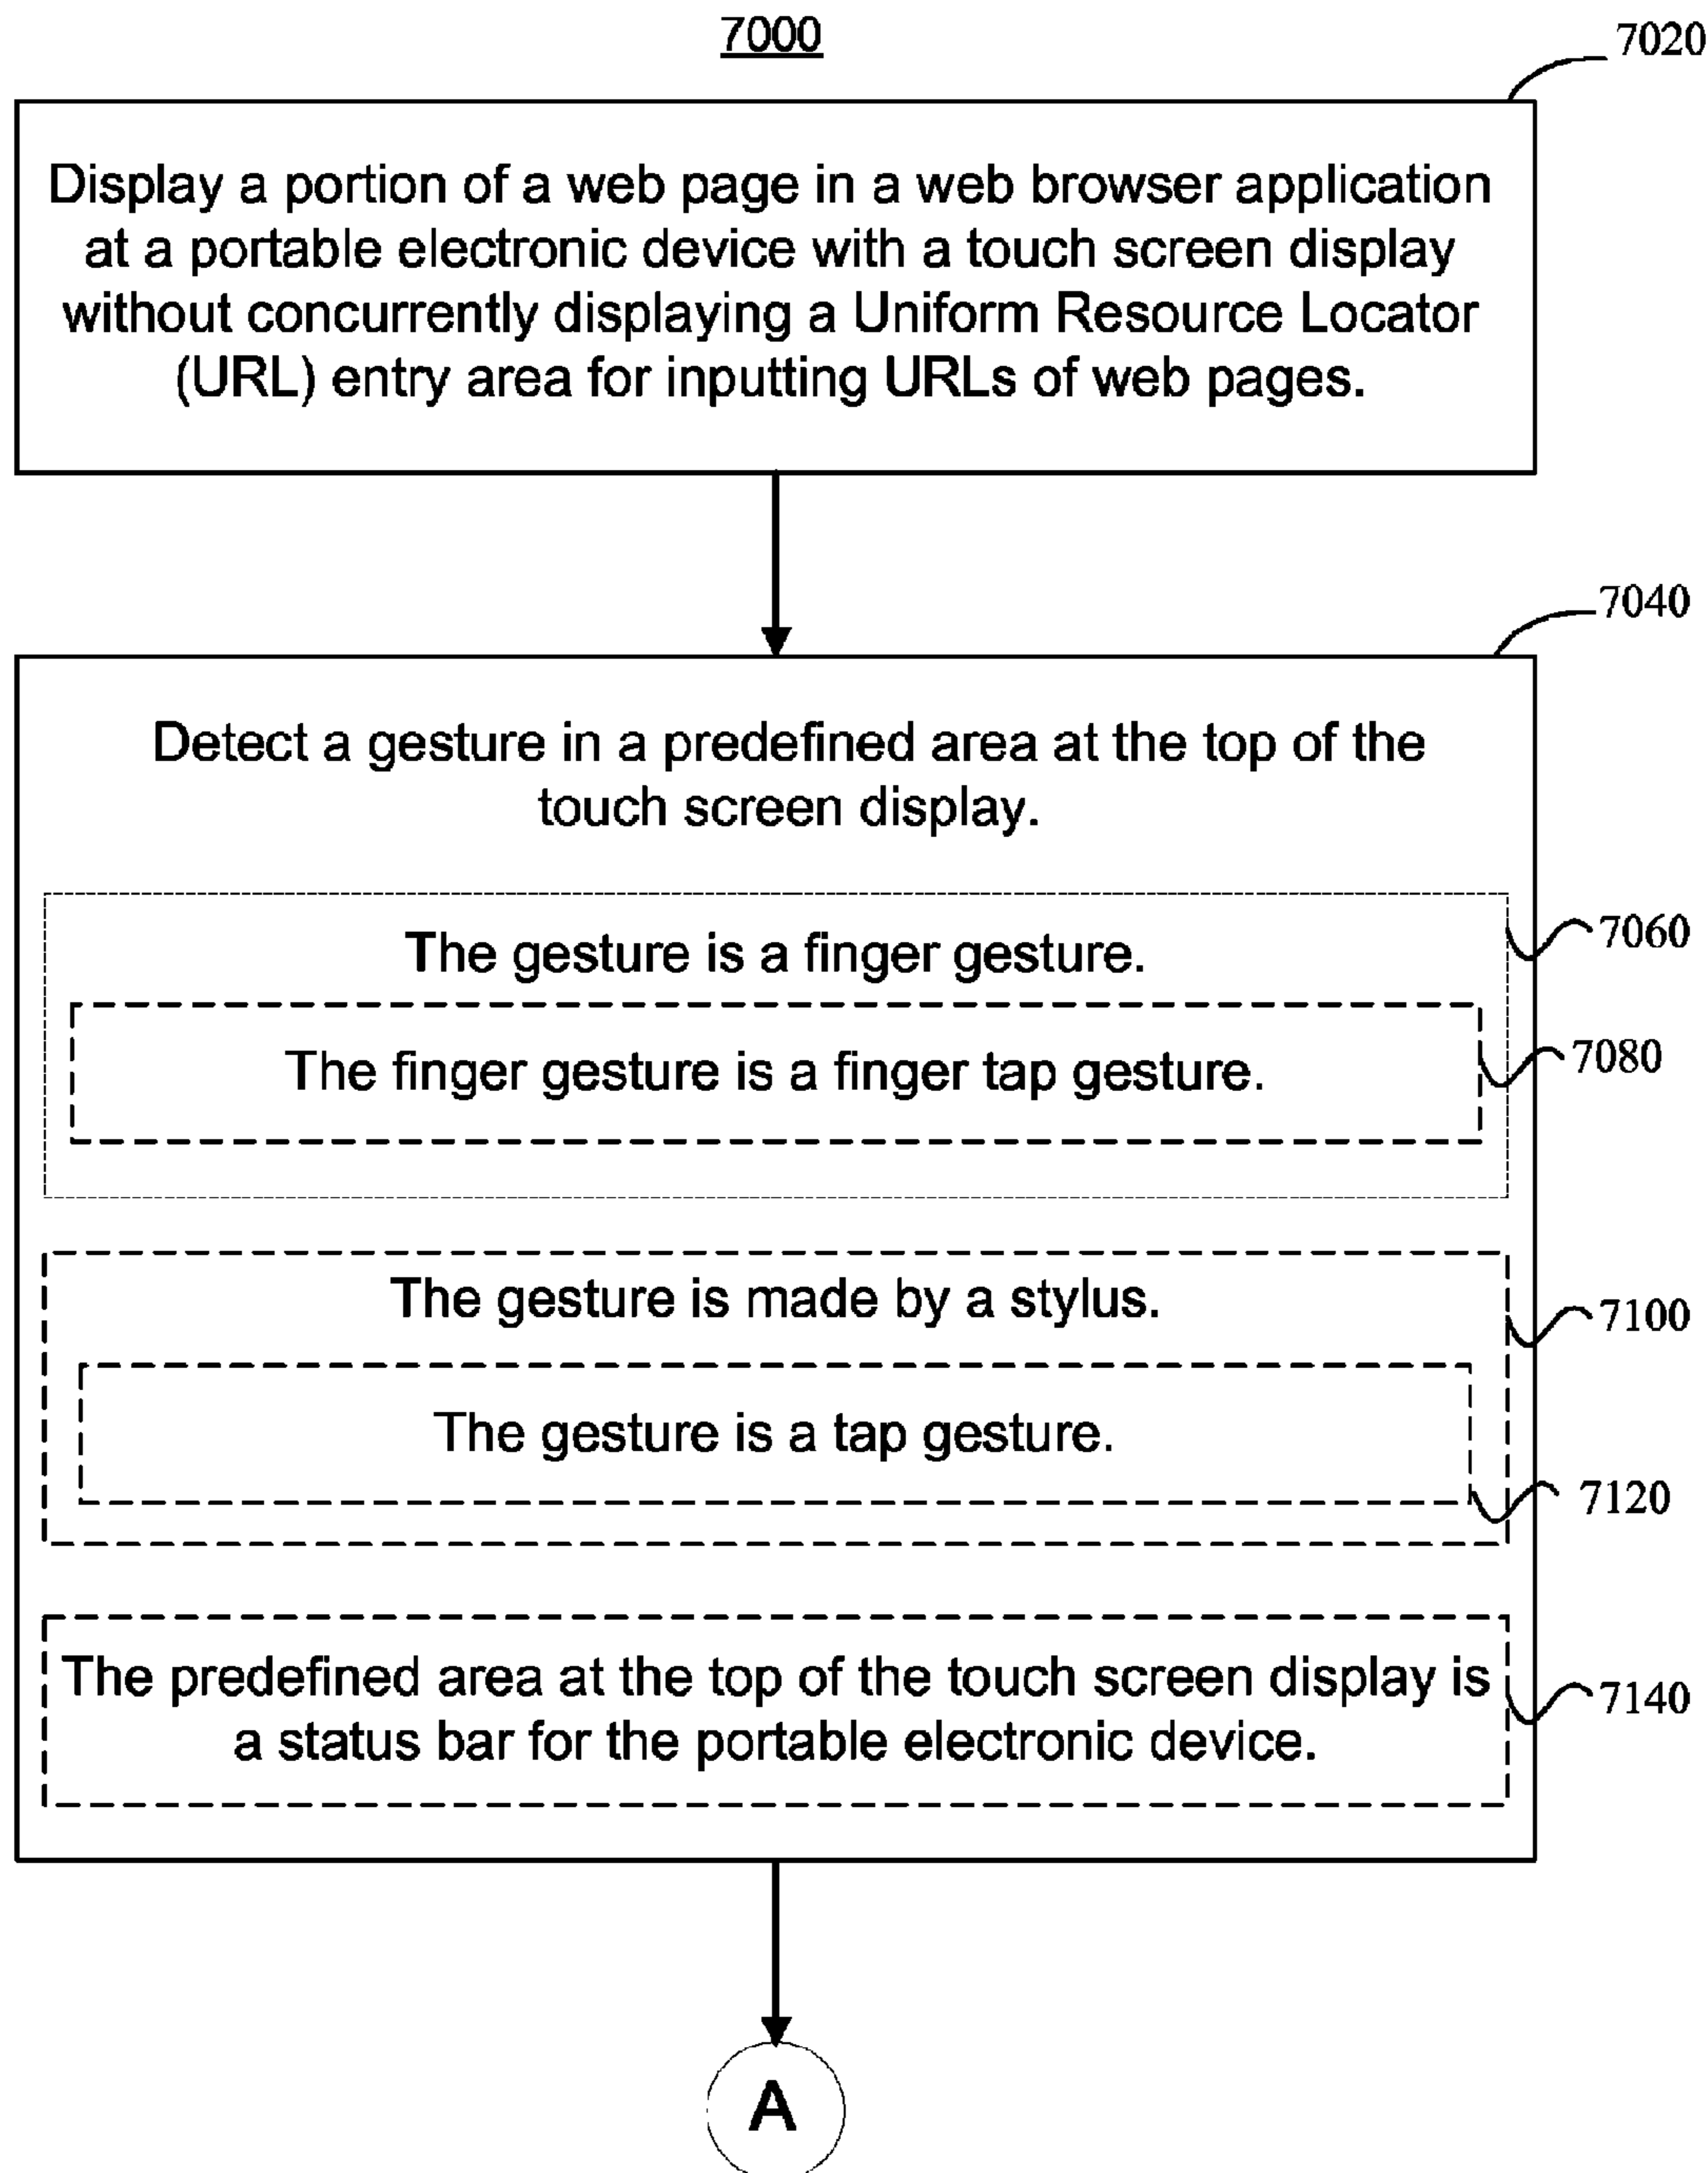 7000
7020
Display a portion of a web page in a web browser application
at a portable electronic device with a touch screen display
without concurrently displaying a Uniform Resource Locator
(URL) entry area for inputting URLs of web pages.
7040
Detect a gesture in a predefined area at the top of the
touch screen display.
7060
The gesture is a finger gesture.
7080
The finger gesture is a finger tap gesture.
7100
The gesture is made by a stylus.
The gesture is a tap gesture.
7120
The predefined area at the top of the touch screen display is
7140
a status bar for the portable electronic device.
A